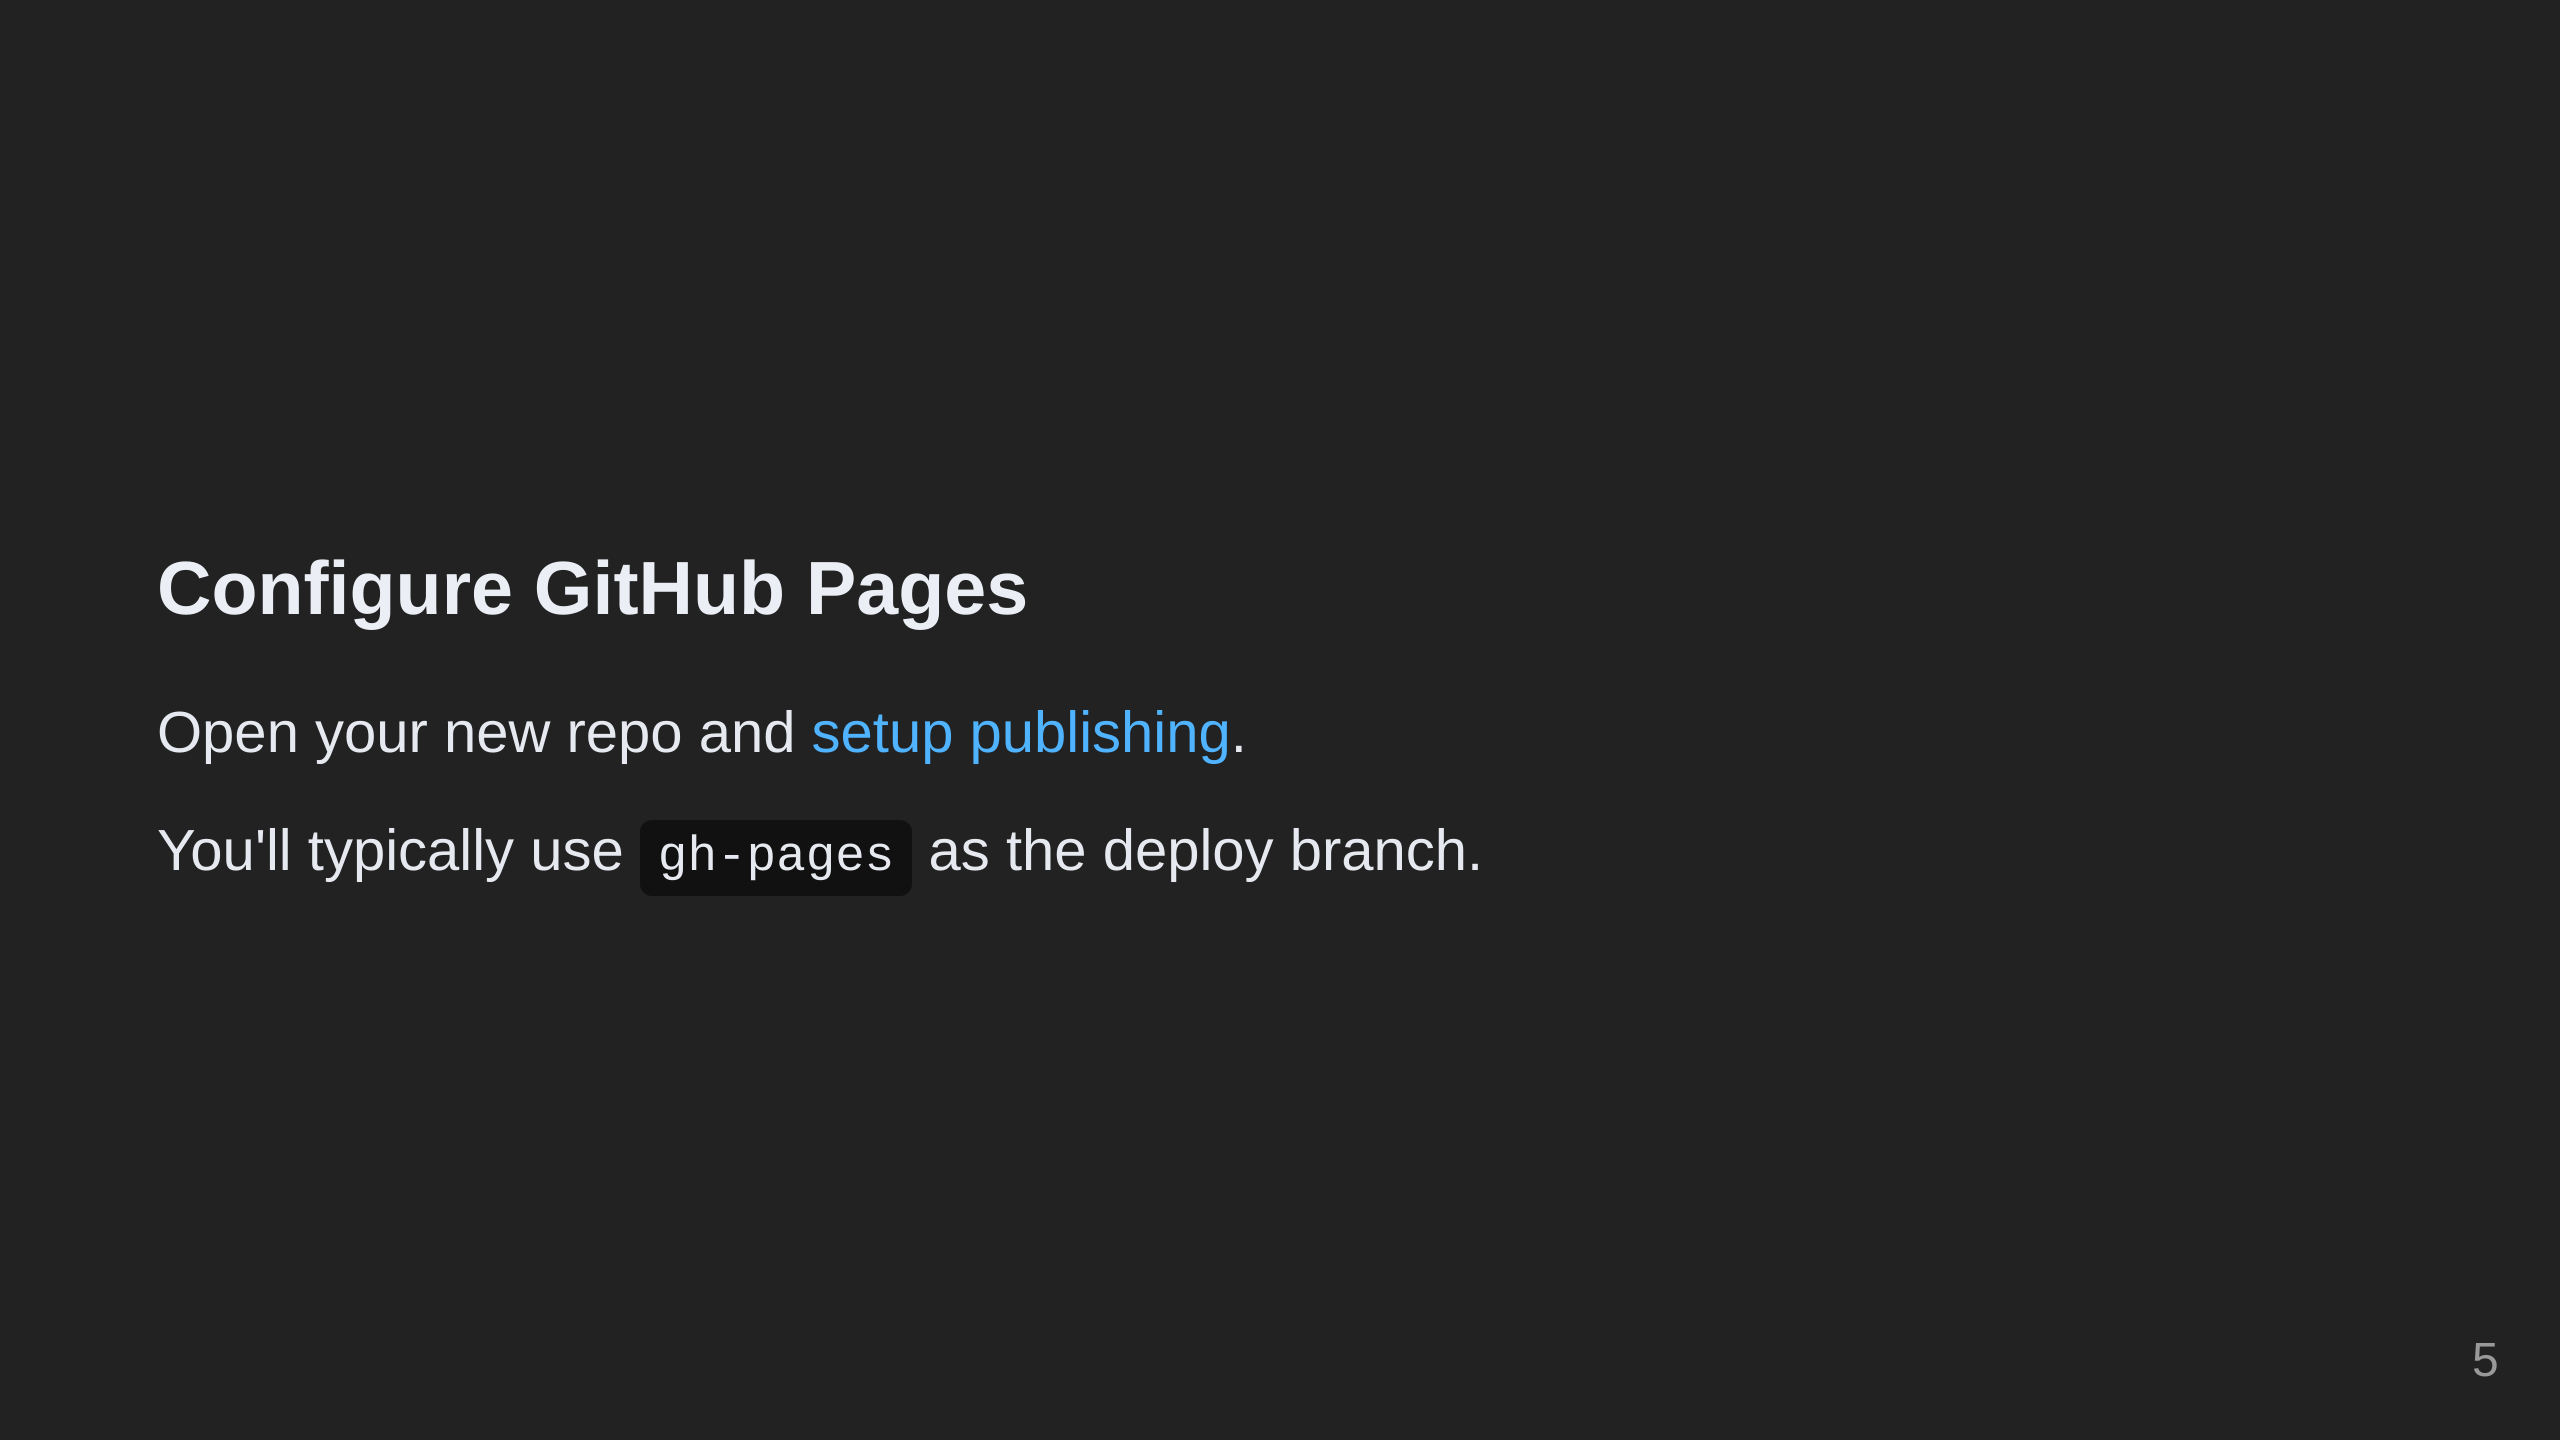 Configure GitHub Pages
Open your new repo and setup publishing.
You'll typically use gh-pages as the deploy branch.
5